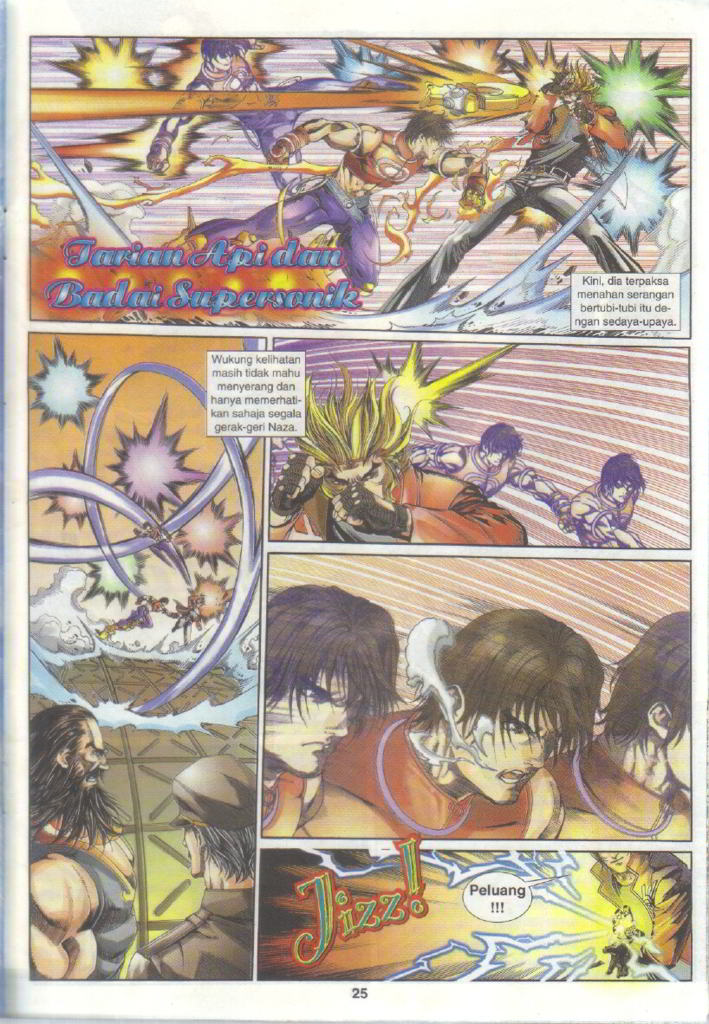 Tarian Api dan
Badai Supersonik
Kini, dia terpaksa
menahan serangan
bertubi-tubi itu de-
ngan sedaya-upaya.
Wukung kelihatan
masih tidak mahu
menyerang dan
hanya memerhati-
kan sahaja segala
gerak-geri Naza.
Jizz!
Peluang
!!!
25